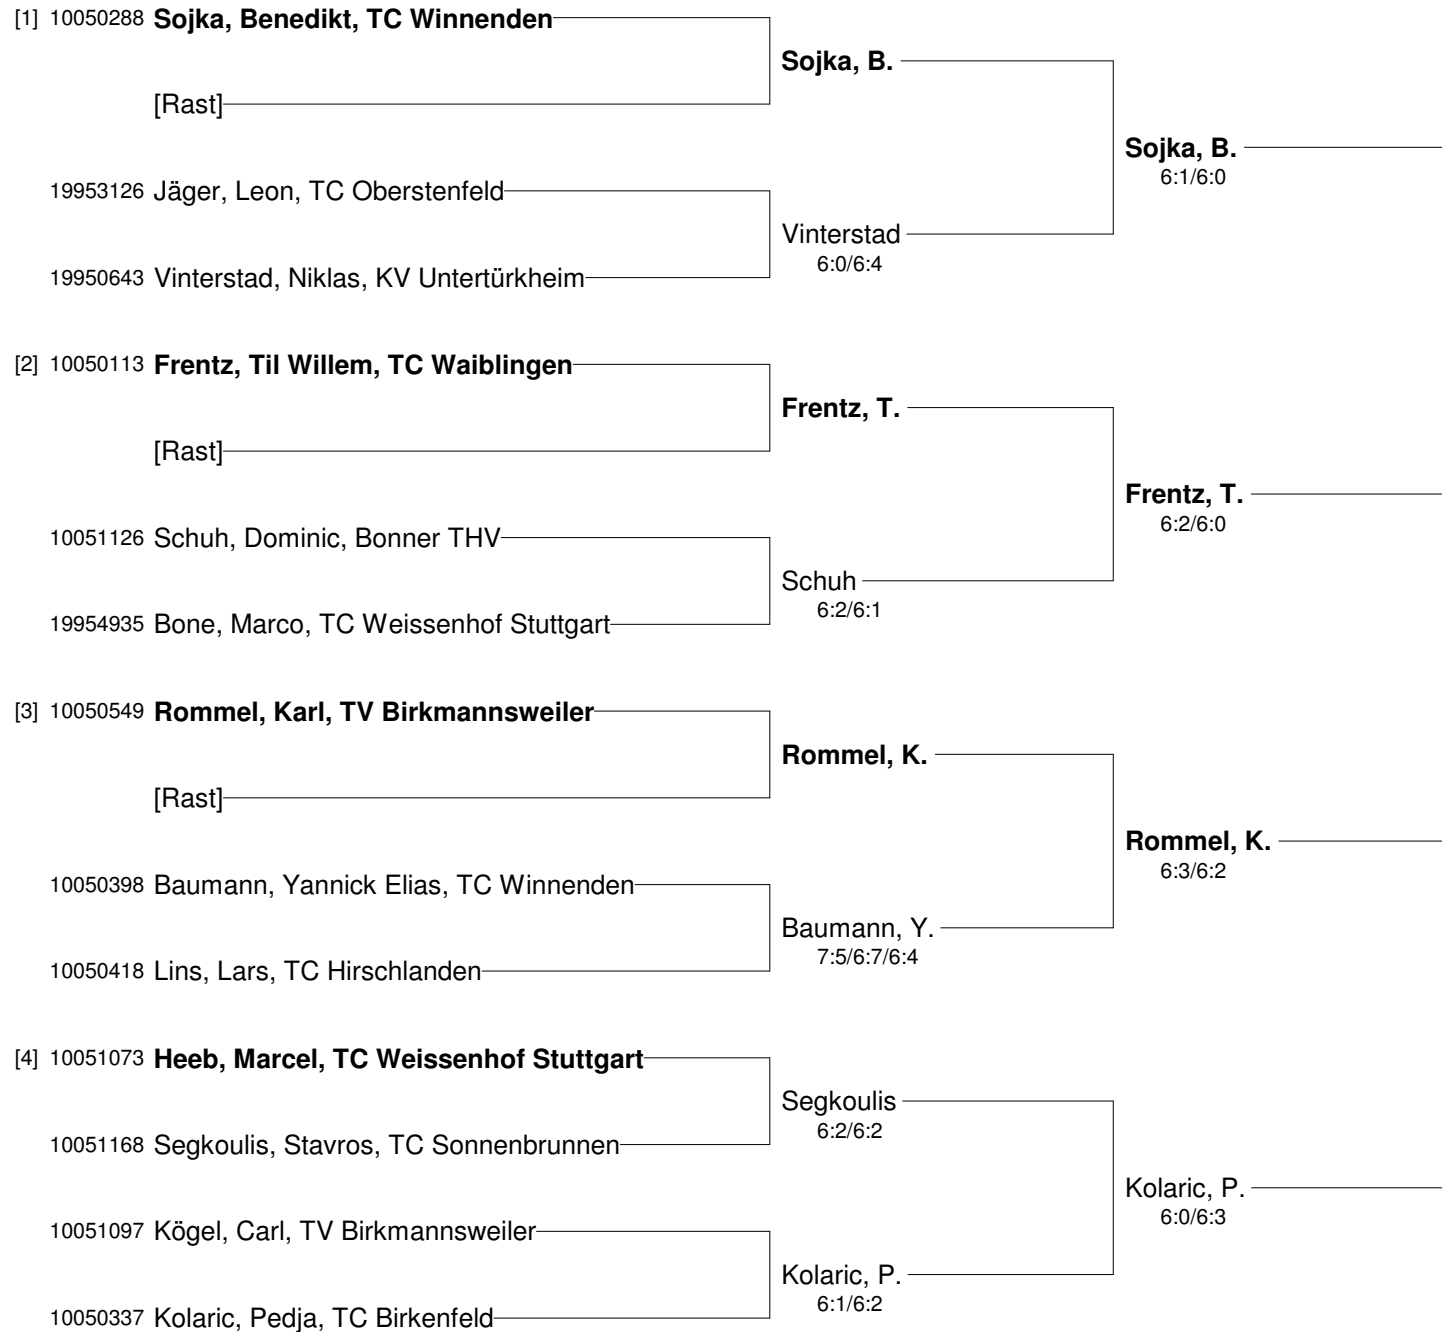 [1] 10050288 Sojka, Benedikt, TC Winnenden
Sojka, B.
[Rast]
Sojka, B.
6:1/6:0
19953126 Jäger, Leon, TC Oberstenfeld
Vinterstad
6:0/6:4
19950643 Vinterstad, Niklas, KV Untertürkheim
[2] 10050113 Frentz, Til Willem, TC Waiblingen
Frentz, T.
[Rast]
Frentz, T.
6:2/6:0
10051126 Schuh, Dominic, Bonner THV
Schuh
6:2/6:1
19954935 Bone, Marco, TC Weissenhof Stuttgart
[3] 10050549 Rommel, Karl, TV Birkmannsweiler
Rommel, K.
[Rast]
Rommel, K.
6:3/6:2
10050398 Baumann, Yannick Elias, TC Winnenden
Baumann, Y.
7:5/6:7/6:4
10050418 Lins, Lars, TC Hirschlanden
[4] 10051073 Heeb, Marcel, TC Weissenhof Stuttgart
Segkoulis
6:2/6:2
10051168 Segkoulis, Stavros, TC Sonnenbrunnen
Kolaric, P.
6:0/6:3
10051097 Kögel, Carl, TV Birkmannsweiler
Kolaric, P.
6:1/6:2
10050337 Kolaric, Pedja, TC Birkenfeld